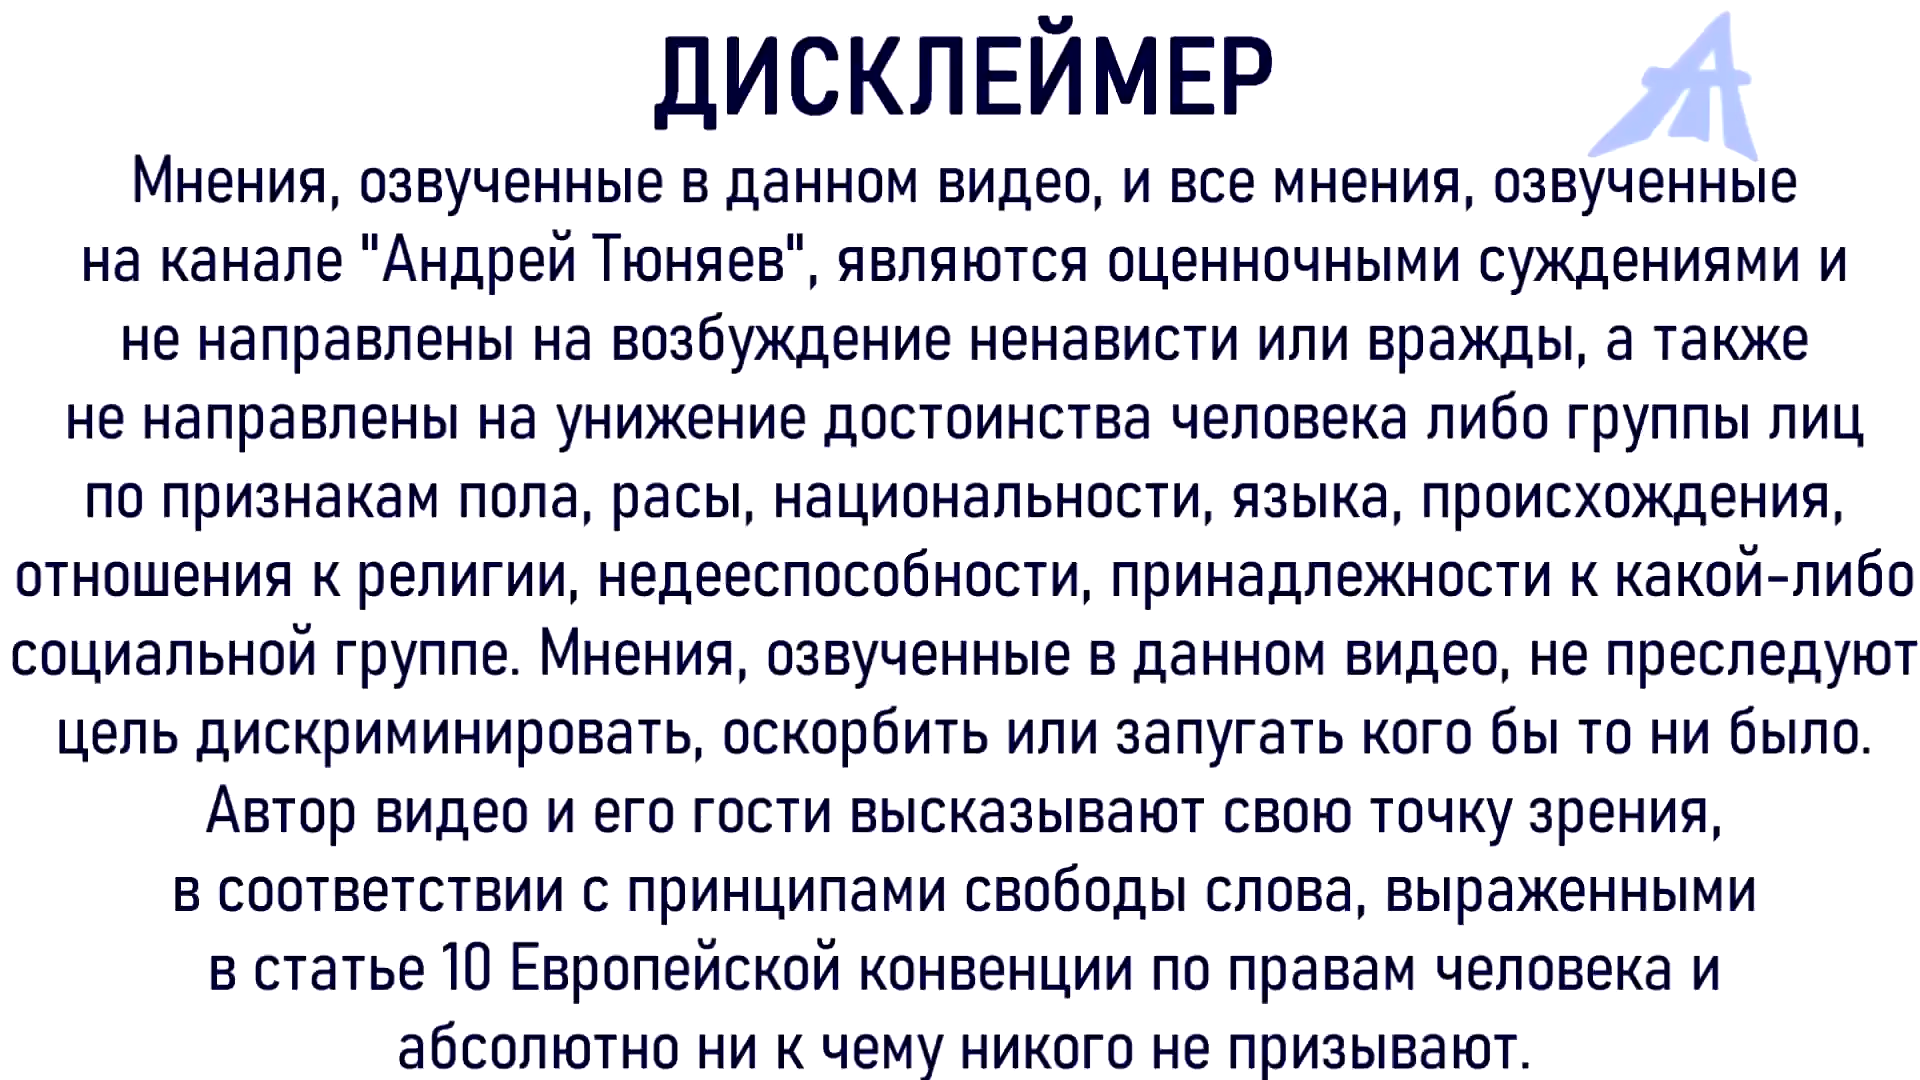 ДИСКЛЕЙМЕР
Мнения, озвученные в данном видео, и все мнения, озвученные
на канале "Андрей Тюняев", являются оценночными суждениями и
не направлены на возбуждение ненависти или вражды, а также
не направлены на унижение достоинства человека либо группы лиц
по признакам пола, расы, национальности, языка, происхождения,
отношения к религии, недееспособности, принадлежности к какой-либо
социальной группе. Мнения, озвученные в данном видео, не преследуют
цель дискриминировать, оскорбить или запугать кого бы то ни было.
Автор видео и его гости высказывают свою точку зрения,
в соответствии с принципами свободы слова, выраженными
в статье 10 Европейской конвенции по правам человека и
абсолютно ни к чему никого не призывают.